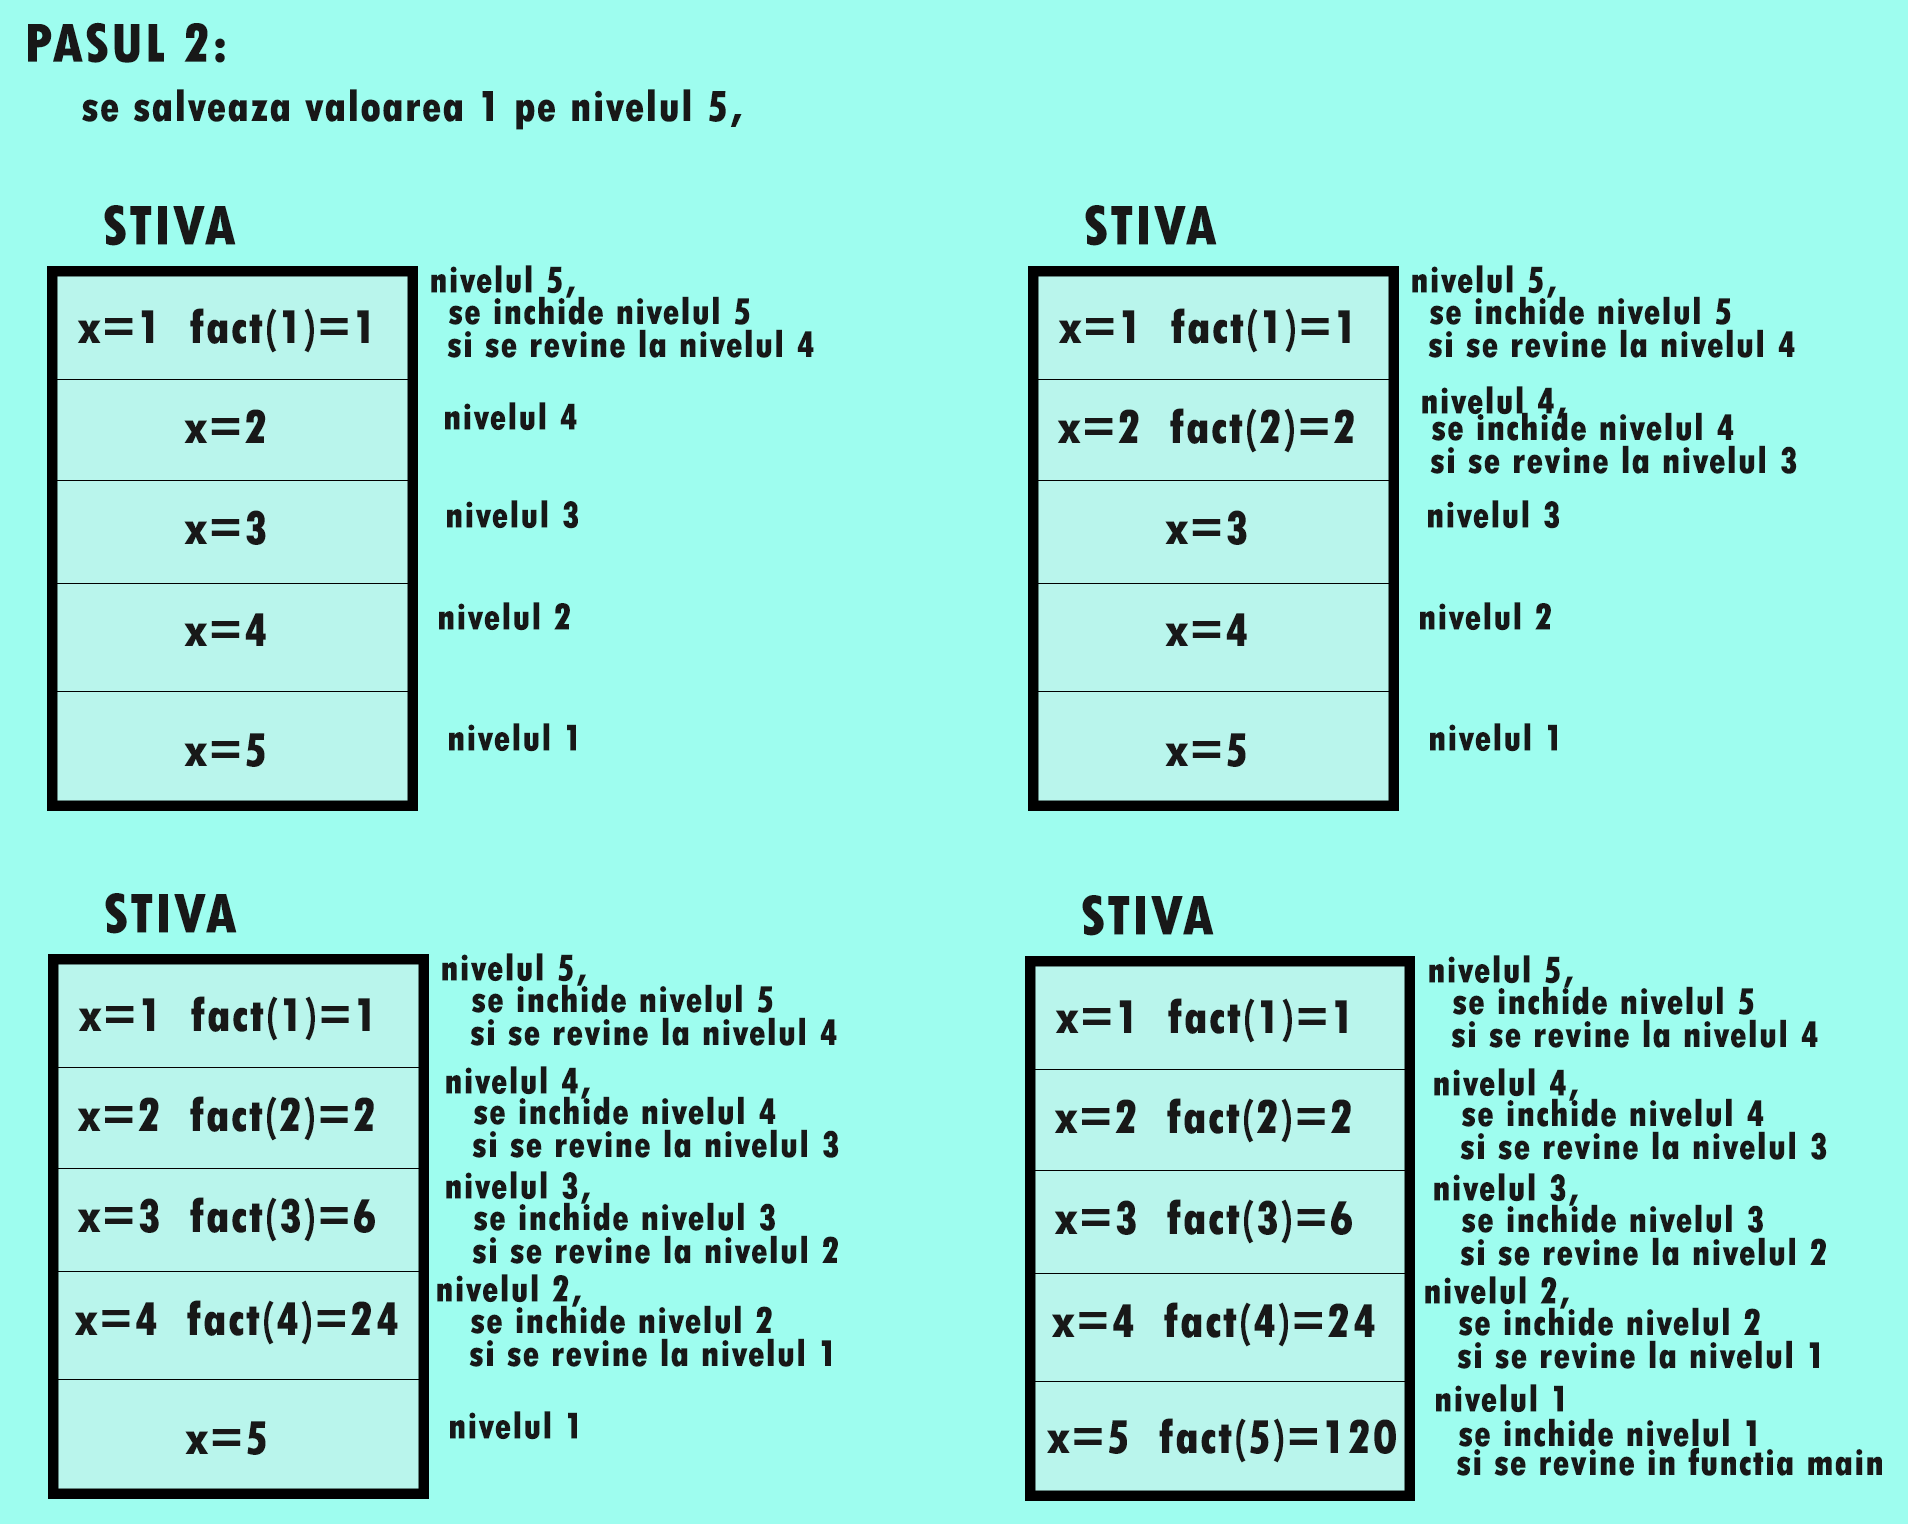 PASUL 2:
se salveaza valoarea 1 pe nivelul 5,
STIVA
x=1 fact(1)=1
nivelul 5,
se inchide nivelul 5
si se revine la nivelul 4
x=2
nivelul 4
x=3
nivelul 3
x=4
nivelul 2
x=5
nivelul 1
STIVA
x=1 fact(1)=1
nivelul 5,
se inchide nivelul 5
si se revine la nivelul 4
x=2 fact(2)=2
nivelul 4,
se inchide nivelul 4
si se revine la nivelul 3
x=3
nivelul 3
x=4
nivelul 2
x=5
nivelul 1
STIVA
x=1 fact(1)=1
nivelul 5,
se inchide nivelul 5
si se revine la nivelul 4
x=2 fact(2)=2
nivelul 4,
se inchide nivelul 4
si se revine la nivelul 3
x=3 fact(3)=6
nivelul 3,
se inchide nivelul 3
si se revine la nivelul 2
x=4 fact(4)=24
nivelul 2,
se inchide nivelul 2
si se revine la nivelul 1
x=5
nivelul 1
STIVA
x=1 fact(1)=1
nivelul 5,
se inchide nivelul 5
si se revine la nivelul 4
x=2 fact(2)=2
nivelul 4,
se inchide nivelul 4
si se revine la nivelul 3
x=3 fact(3)=6
nivelul 3,
se inchide nivelul 3
si se revine la nivelul 2
x=4 fact(4)=24
nivelul 2,
se inchide nivelul 2
si se revine la nivelul 1
x=5 fact(5)=120
nivelul 1
se inchide nivelul 1
si se revine in functia main